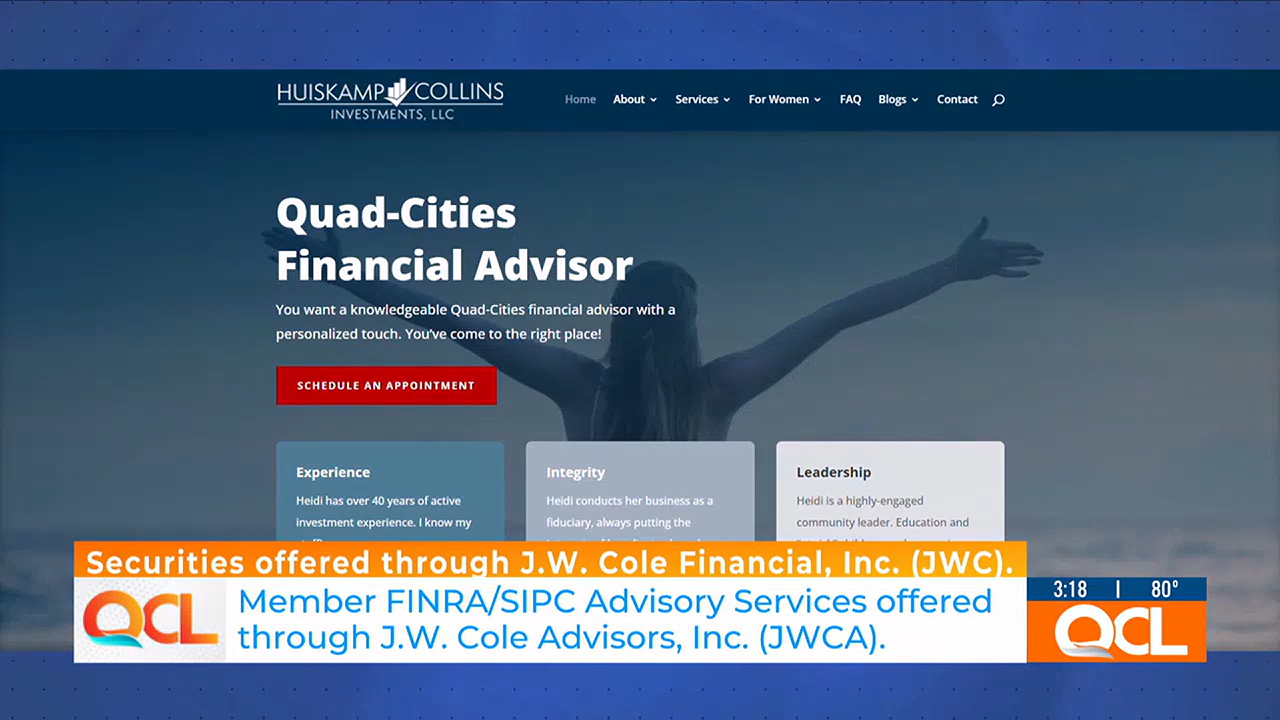 HUISKAMP COLLINS
INVESTMENTS, LLC
Home About Services For Women FAQ Blogs Contact
Quad-Cities
Financial Advisor
You want a knowledgeable Quad-Cities financial advisor with a
personalized touch. You've come to the right place!
SCHEDULE AN APPOINTMENT
Experience
Heidi has over 40 years of active
investment experience. I know my
Integrity
Heidi conducts her business as a
fiduciary, always putting the
Leadership
Heidi is a highly-engaged
community leader. Education and
Securities offered through J.W. Cole Financial, Inc. (JWC).
QCL
Member FINRA/SIPC Advisory Services offered
through J.W. Cole Advisors, Inc. (JWCA).
3:18 | 80°
QCL